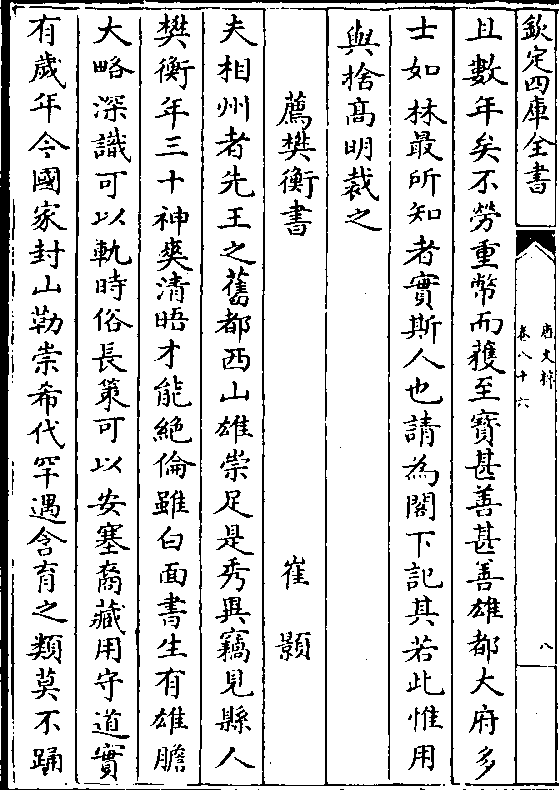 欽定四庫全書
唐文粹
卷八十六
八
且數年矣不勞重幣而獲至寶甚善甚善雄都大府多
士如林最所知者實斯人也請為閣下記其若此惟用
與捨髙明裁之
薦樊衡書
崔顥
夫相州者先王之舊都西山雄崇足是秀異竊見縣人
樊衡年三十神爽清晤才能絶倫雖白面書生有雄膽
大略深識可以軌時俗長策可以安塞裔藏用守道實
有歲年今國家封山勒崇希代罕遇含育之類莫不踊